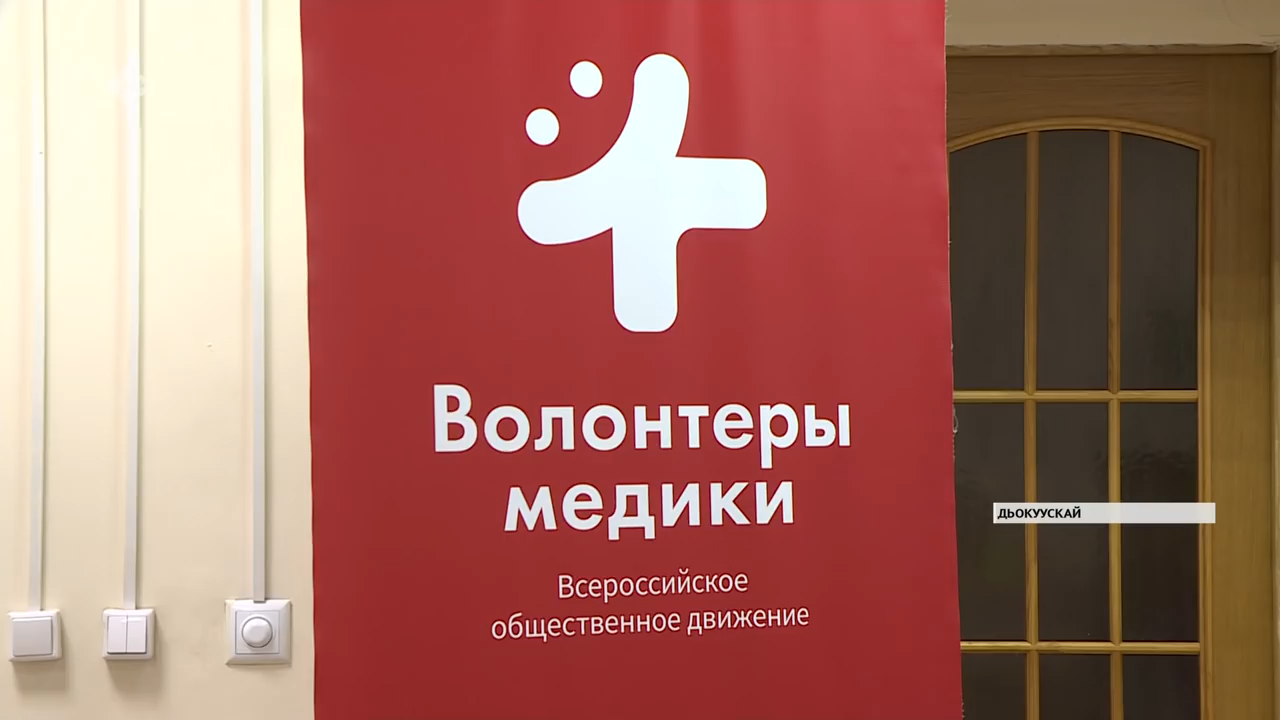 Волонтеры
медики
Всероссийское
общественное движение
ДЬОКУУСКАЙ